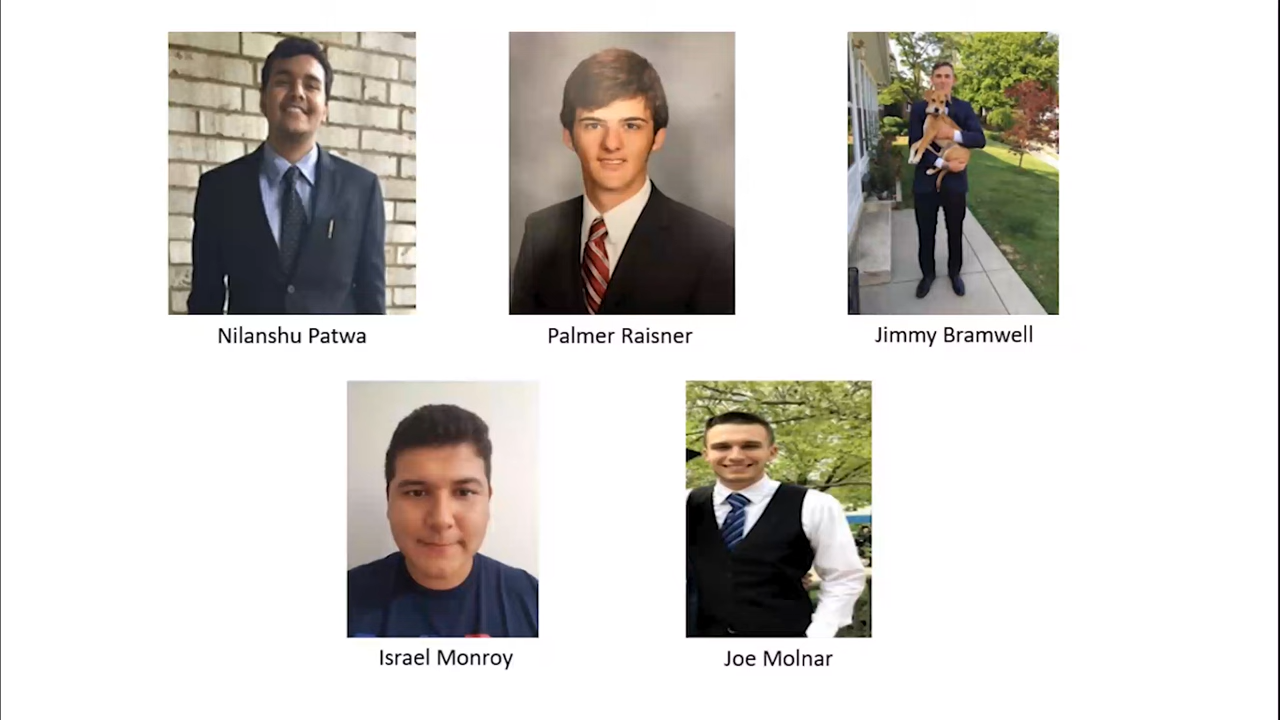 Nilanshu Patwa
Palmer Raisner
Jimmy Bramwell
Israel Monroy
Joe Molnar